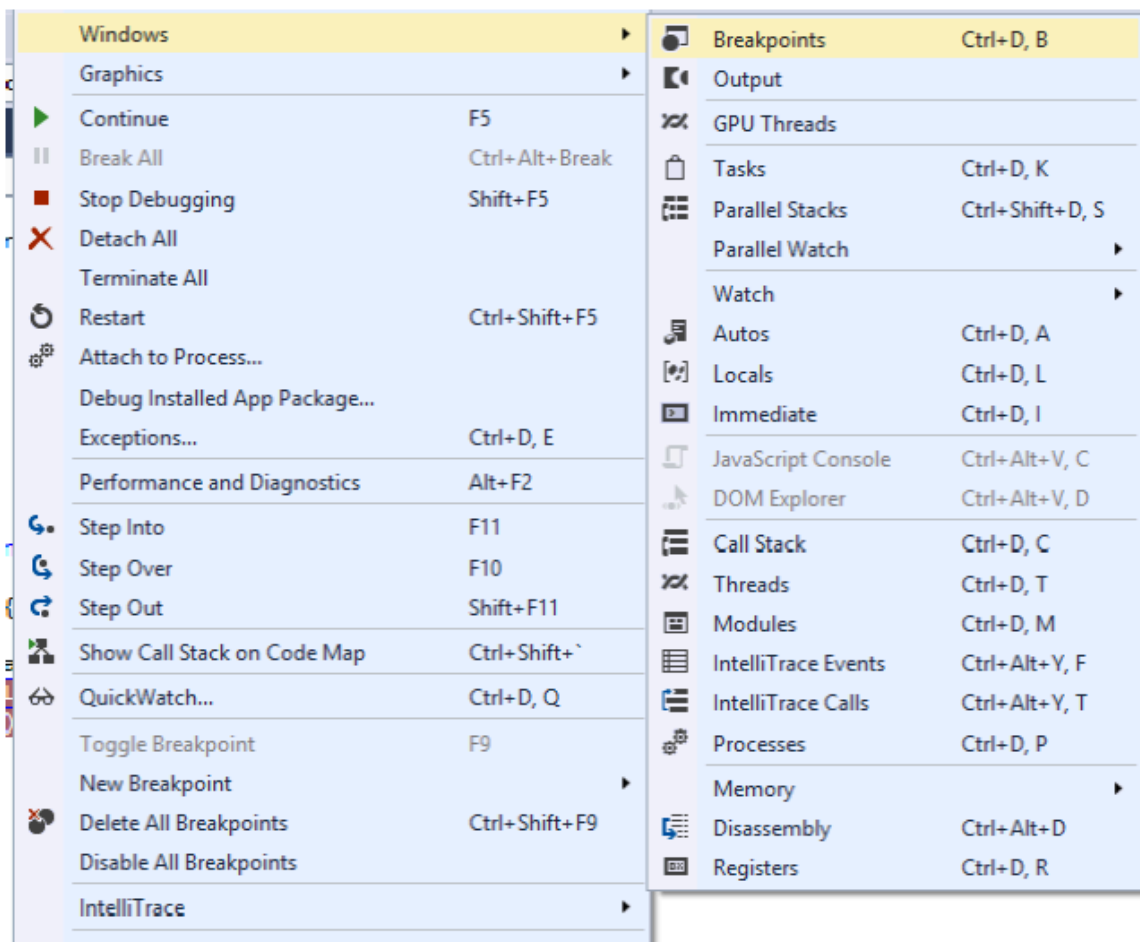 Windows
Graphics
Continue F5
Break All Ctrl+Alt+Break
Stop Debugging Shift+F5
Detach All
Terminate All
Restart Ctrl+Shift+F5
Attach to Process...
Debug Installed App Package...
Exceptions... Ctrl+D, E
Performance and Diagnostics Alt+F2
Step Into F11
Step Over F10
Step Out Shift+F11
Show Call Stack on Code Map Ctrl+Shift+`
QuickWatch... Ctrl+D, Q
Toggle Breakpoint F9
New Breakpoint
Delete All Breakpoints Ctrl+Shift+F9
Disable All Breakpoints
IntelliTrace
Breakpoints Ctrl+D, B
Output
GPU Threads
Tasks Ctrl+D, K
Parallel Stacks Ctrl+Shift+D, S
Parallel Watch
Watch
Autos Ctrl+D, A
Locals Ctrl+D, L
Immediate Ctrl+D, I
JavaScript Console Ctrl+Alt+V, C
DOM Explorer Ctrl+Alt+V, D
Call Stack Ctrl+D, C
Threads Ctrl+D, T
Modules Ctrl+D, M
IntelliTrace Events Ctrl+Alt+Y, F
IntelliTrace Calls Ctrl+Alt+Y, T
Processes Ctrl+D, P
Memory
Disassembly Ctrl+Alt+D
Registers Ctrl+D, R